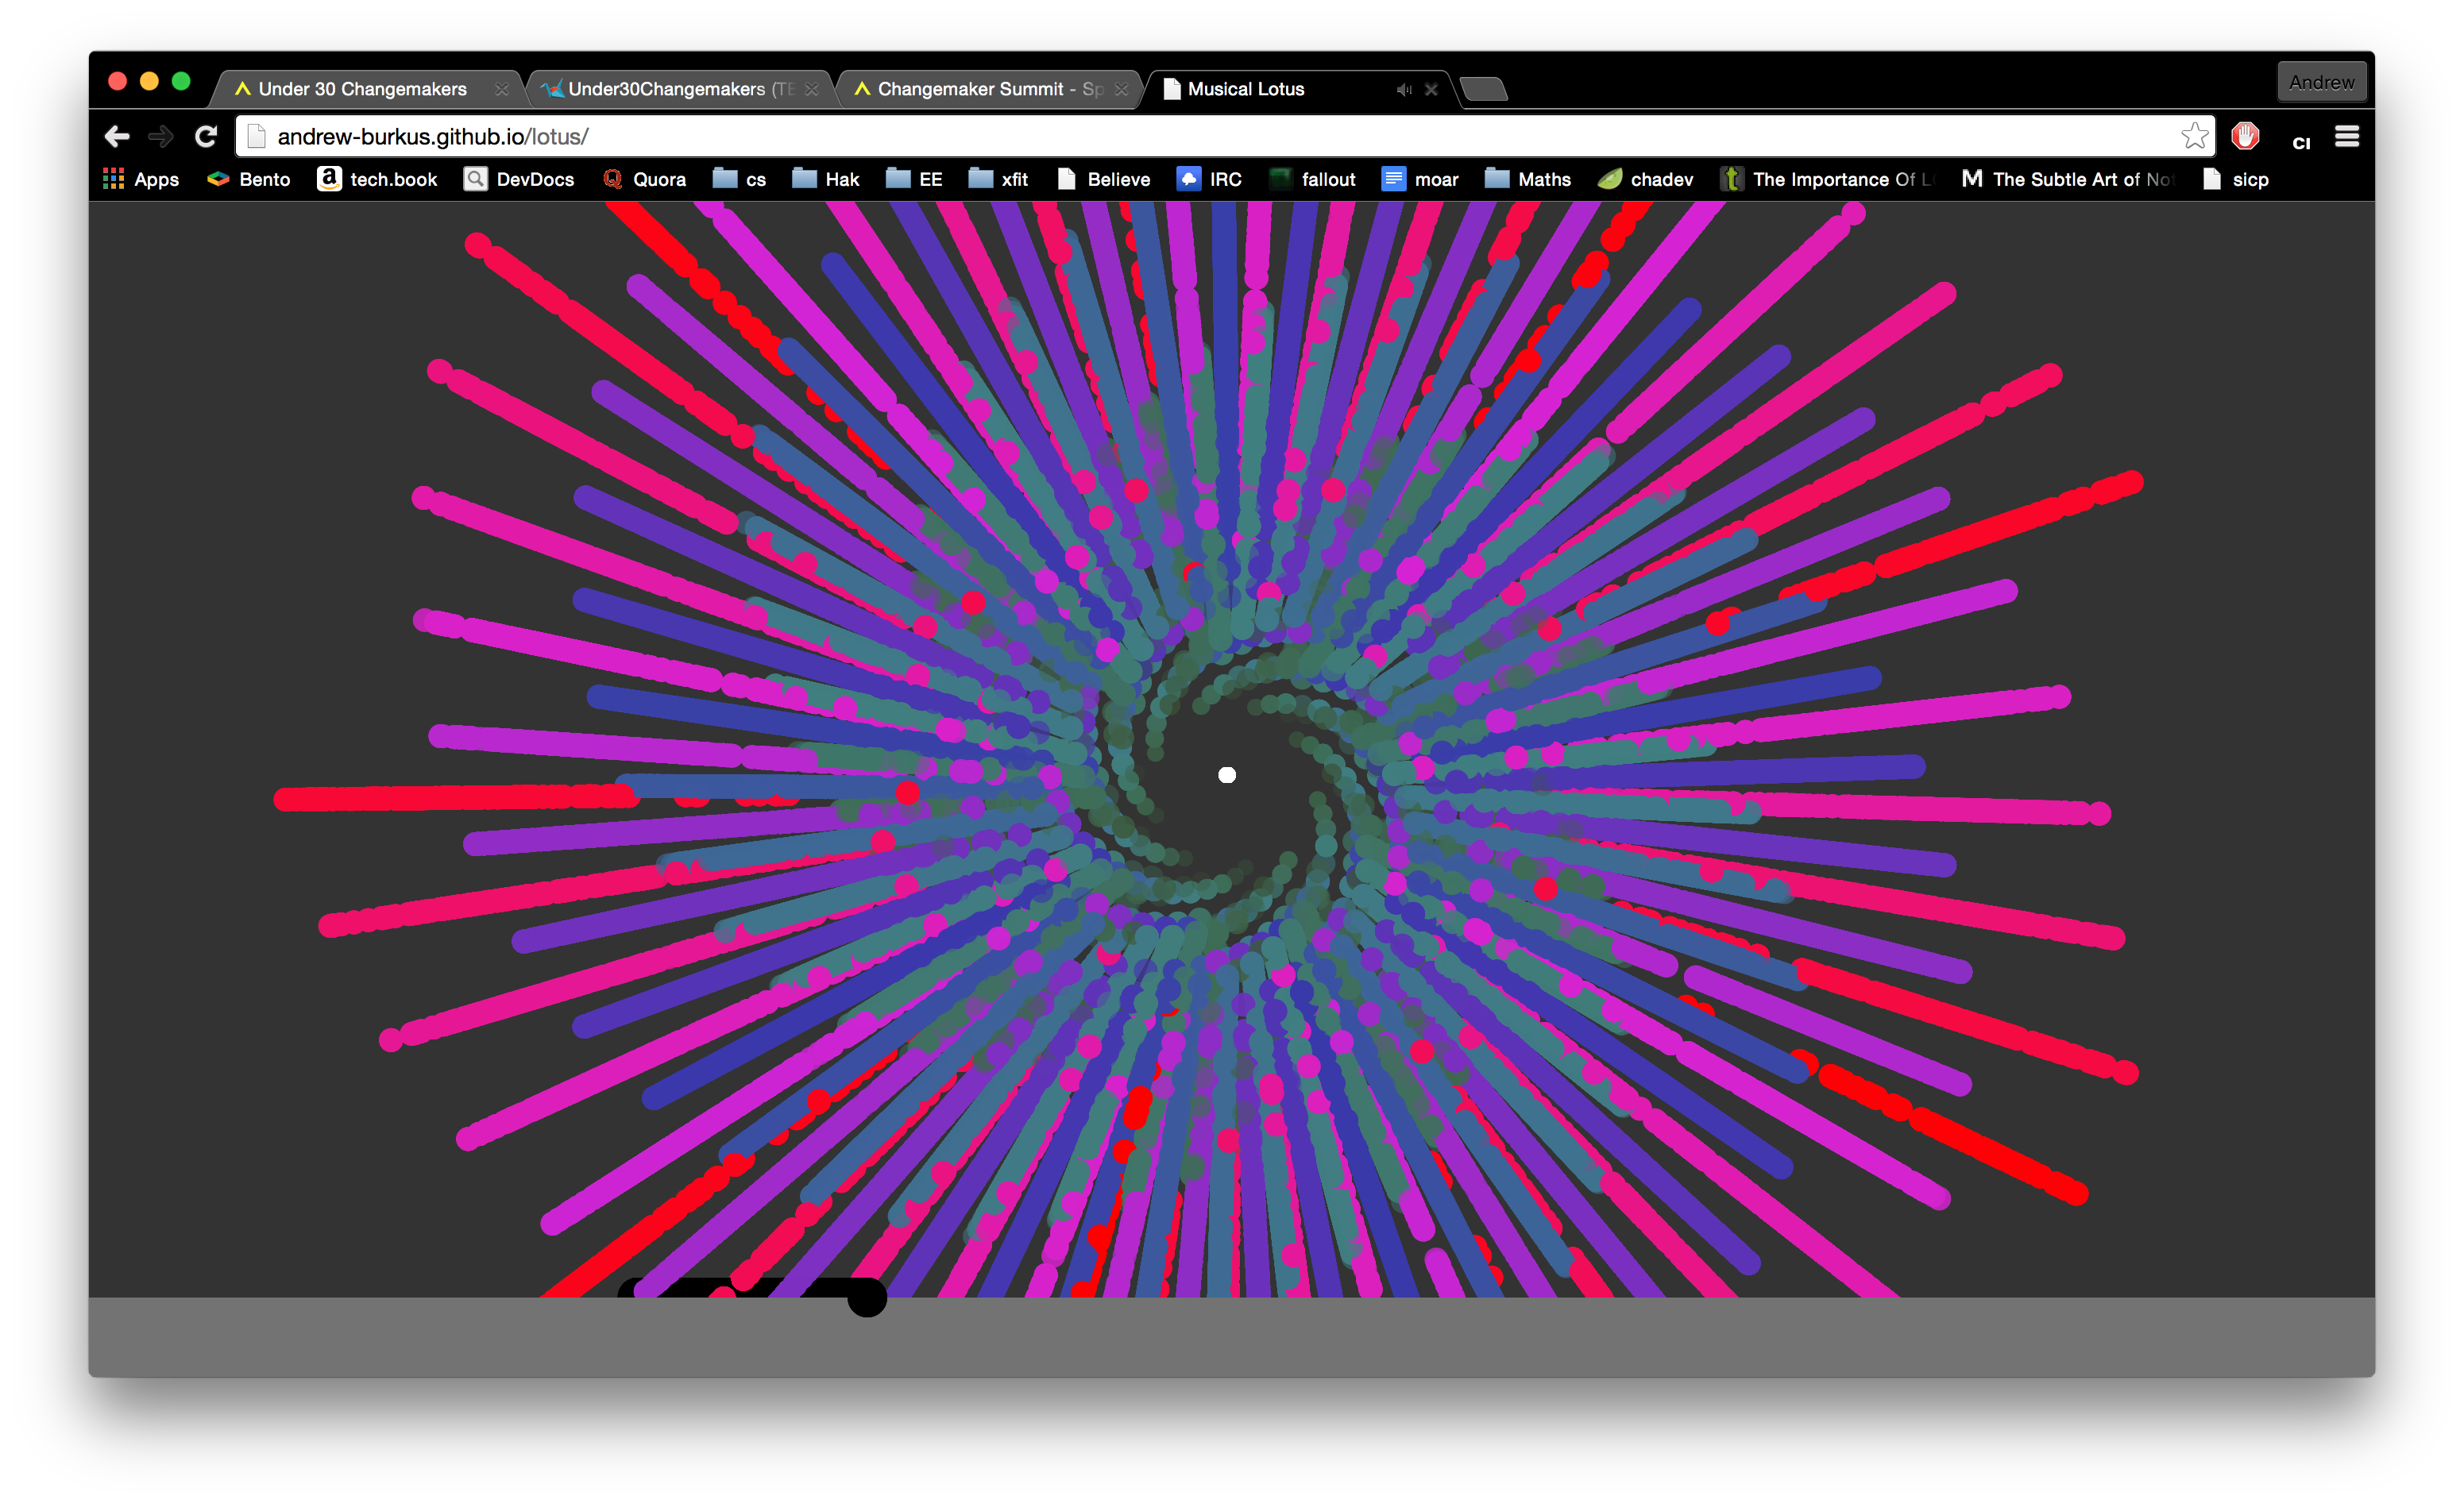 Under 30 Changemakers Under30Changemakers (TE Changemaker Summit - Sp Musical Lotus Andrew
andrew-burkus.github.io/lotus/ CI
Apps Bento tech.book DevDocs Quora cs Hak EE xfit Believe IRC fallout moar Maths chadev The Importance Of L The Subtle Art of Not sicp